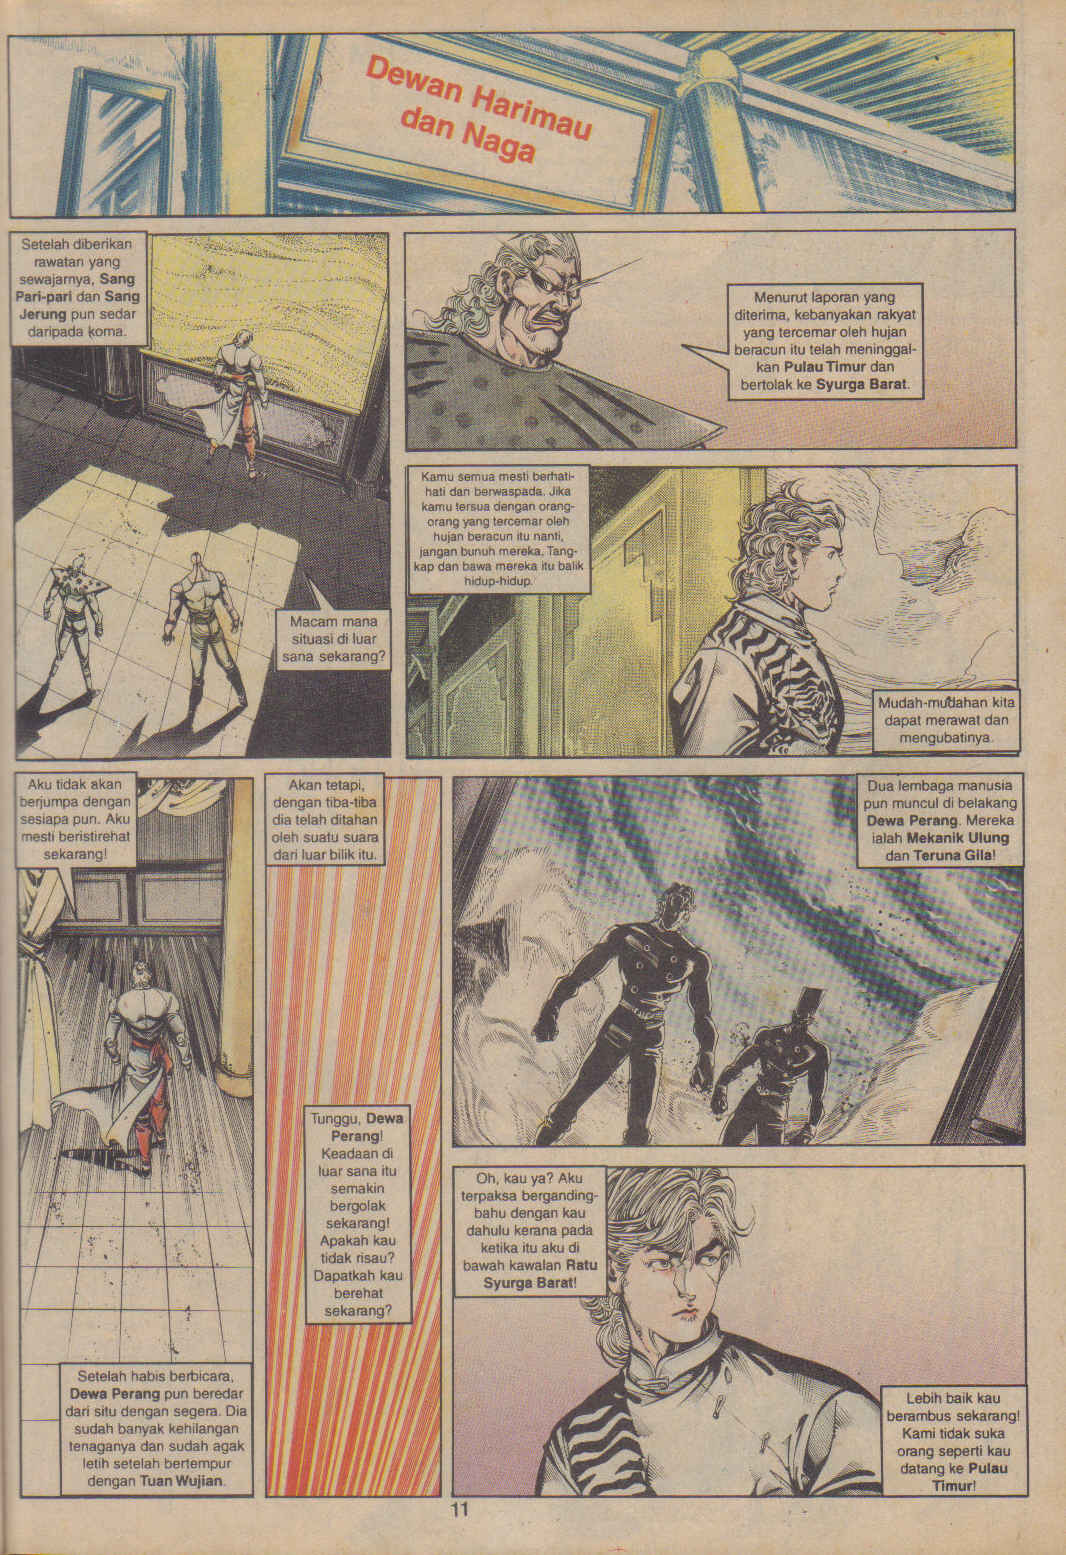 Dewan Harimau
dan Naga
Setelah diberikan
rawatan yang
sewajarnya, Sang
Pari-pari dan Sang
Jerung pun sedar
daripada koma.
Macam mana
situasi di luar
sana sekarang?
Menurut laporan yang
diterima, kebanyakan rakyat
yang tercemar oleh hujan
beracun itu telah meninggal-
kan Pulau Timur dan
bertolak ke Syurga Barat.
Kamu semua mesti berhati-
hati dan berwaspada. Jika
kamu tersua dengan orang-
orang yang tercemar oleh
hujan beracun itu nanti,
jangan bunuh mereka. Tang-
kap dan bawa mereka itu balik
hidup-hidup.
Mudah-mudahan kita
dapat merawat dan
mengubatinya.
Aku tidak akan
berjumpa dengan
sesiapa pun. Aku
mesti beristirehat
sekarang!
Setelah habis berbicara,
Dewa Perang pun beredar
dari situ dengan segera. Dia
sudah banyak kehilangan
tenaganya dan sudah agak
letih setelah bertempur
dengan Tuan Wujian.
Akan tetapi,
dengan tiba-tiba
dia telah ditahan
oleh suatu suara
dari luar bilik itu.
Tunggu, Dewa
Perang!
Keadaan di
luar sana itu
semakin
bergolak
sekarang!
Apakah kau
tidak risau?
Dapatkah kau
berehat
sekarang?
Dua lembaga manusia
pun muncul di belakang
Dewa Perang. Mereka
ialah Mekanik Ulung
dan Teruna Gila!
Oh, kau ya? Aku
terpaksa berganding-
bahu dengan kau
dahulu kerana pada
ketika itu aku di
bawah kawalan Ratu
Syurga Barat!
Lebih baik kau
berambus sekarang!
Kami tidak suka
orang seperti kau
datang ke Pulau
Timur!
11